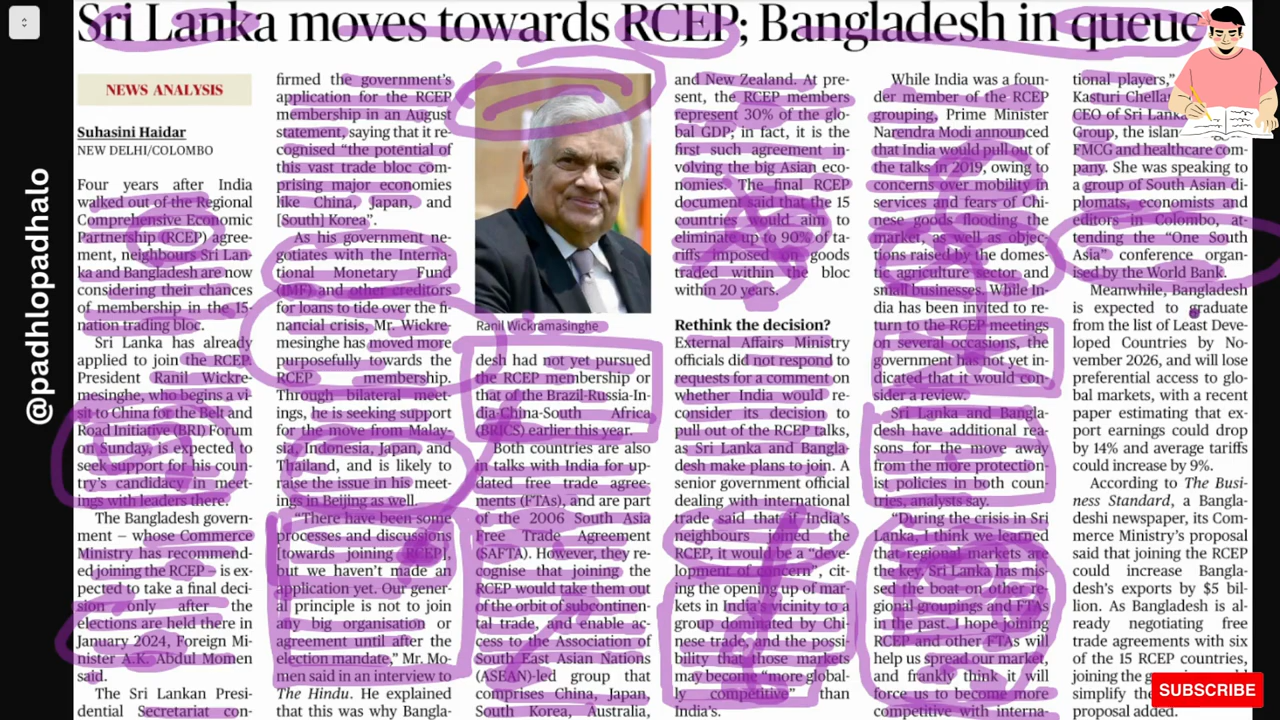 Sri Lanka moves towards RCEP; Bangladesh in queue
@padhlopadhalo
NEWS ANALYSIS
Suhasini Haidar
NEW DELHI/COLOMBO
Four years after India
walked out of the Regional
Comprehensive Economic
Partnership (RCEP) agree-
ment, neighbours Sri Lan-
ka and Bangladesh are now
considering their chances
of membership in the 15-
nation trading bloc.
Sri Lanka has already
applied to join the RCEP.
President Ranil Wickre-
mesinghe, who begins a vi-
sit to China for the Belt and
Road Initiative (BRI) Forum
on Sunday, is expected to
seek support for his coun-
try's candidacy in meet-
ings with leaders there.
The Bangladesh govern-
ment – whose Commerce
Ministry has recommend-
ed joining the RCEP – is ex-
pected to take a final deci-
sion only after the
elections are held there in
January 2024, Foreign Mi-
nister A.K. Abdul Momen
said.
The Sri Lankan Presi-
dential Secretariat con-
firmed the government's
application for the RCEP
membership in an August
statement, saying that it re-
cognised "the potential of
this vast trade bloc com-
prising major economies
like China, Japan, and
[South] Korea".
As his government ne-
gotiates with the Interna-
tional Monetary Fund
(IMF) and other creditors
for loans to tide over the fi-
nancial crisis, Mr. Wickre-
mesinghe has moved more
purposefully towards the
RCEP membership.
Through bilateral meet-
ings, he is seeking support
for the move from Malay-
sia, Indonesia, Japan, and
Thailand, and is likely to
raise the issue in his meet-
ings in Beijing as well.
"There have been some
processes and discussions
[towards joining RCEP],
but we haven't made an
application yet. Our gener-
al principle is not to join
any big organisation or
agreement until after the
election mandate," Mr. Mo-
men said in an interview to
The Hindu. He explained
that this was why Bangla-
Ranil Wickramasinghe
desh had not yet pursued
the RCEP membership or
that of the Brazil-Russia-In-
dia-China-South Africa
(BRICS) earlier this year.
Both countries are also
in talks with India for up-
dated free trade agree-
ments (FTAs), and are part
of the 2006 South Asia
Free Trade Agreement
(SAFTA). However, they re-
cognise that joining the
RCEP would take them out
of the orbit of subcontinen-
tal trade, and enable ac-
cess to the Association of
South East Asian Nations
(ASEAN)-led group that
comprises China, Japan,
South Korea, Australia,
and New Zealand. At pre-
sent, the RCEP members
represent 30% of the glo-
bal GDP; in fact, it is the
first such agreement in-
volving the big Asian eco-
nomies. The final RCEP
document said that the 15
countries would aim to
eliminate up to 90% of ta-
riffs imposed on goods
traded within the bloc
within 20 years.
Rethink the decision?
External Affairs Ministry
officials did not respond to
requests for a comment on
whether India would re-
consider its decision to
pull out of the RCEP talks,
as Sri Lanka and Bangla-
desh make plans to join. A
senior government official
dealing with international
trade said that if India's
neighbours joined the
RCEP, it would be a "deve-
lopment of concern", cit-
ing the opening up of mar-
kets in India's vicinity to a
group dominated by Chi-
nese trade, and the possi-
bility that those markets
may become "more global-
ly competitive" than
India's.
While India was a foun-
der member of the RCEP
grouping, Prime Minister
Narendra Modi announced
that India would pull out of
the talks in 2019, owing to
concerns over mobility in
services and fears of Chi-
nese goods flooding the
market, as well as objec-
tions raised by the domes-
tic agriculture sector and
small businesses. While In-
dia has been invited to re-
turn to the RCEP meetings
on several occasions, the
government has not yet in-
dicated that it would con-
sider a review.
Sri Lanka and Bangla-
desh have additional rea-
sons for the move away
from the more protection-
ist policies in both coun-
tries, analysts say.
"During the crisis in Sri
Lanka, I think we learned
that regional markets are
the key. Sri Lanka has mis-
sed the boat on other re-
gional groupings and FTAs
in the past. I hope joining
RCEP and other FTAs will
help us spread our market,
and frankly think it will
force us to become more
competitive with interna-
tional players,"
Kasturi Chella
CEO of Sri Lanka
Group, the islan
FMCG and healthcare com-
pany. She was speaking to
a group of South Asian di-
plomats, economists and
editors in Colombo, at-
tending the "One South
Asia" conference organ-
ised by the World Bank.
Meanwhile, Bangladesh
is expected to graduate
from the list of Least Deve-
loped Countries by No-
vember 2026, and will lose
preferential access to glo-
bal markets, with a recent
paper estimating that ex-
port earnings could drop
by 14% and average tariffs
could increase by 9%.
According to The Busi-
ness Standard, a Bangla-
deshi newspaper, its Com-
merce Ministry's proposal
said that joining the RCEP
could increase Bangla-
desh's exports by $5 bil-
lion. As Bangladesh is al-
ready negotiating free
trade agreements with six
of the 15 RCEP countries,
joining the g
simplify the
proposal added.
SUBSCRIBE